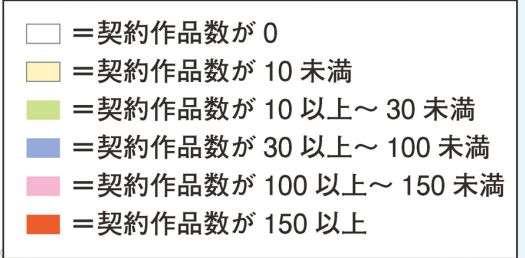 ＝契約作品数が 0
＝契約作品数が 10 未満
＝契約作品数が 10 以上〜 30 未満
＝契約作品数が 30 以上〜 100 未満
＝契約作品数が 100 以上〜 150 未満
＝契約作品数が 150 以上